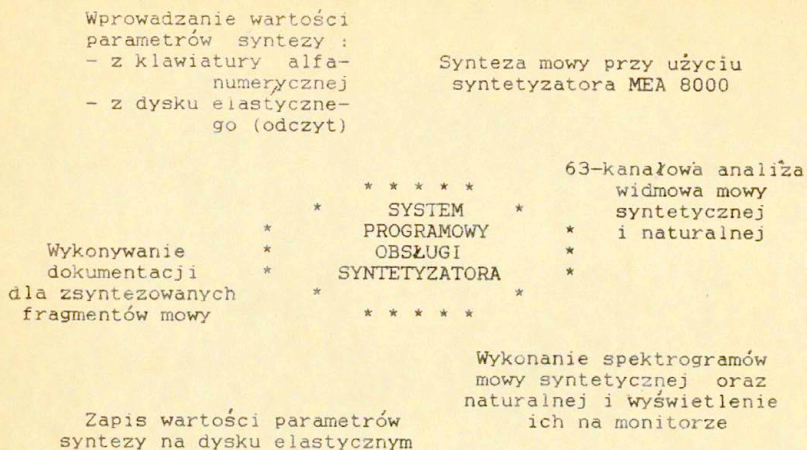 Wprowadzanie wartości
parametrów syntezy :
- z klawiatury alfa-
numerycznej
- z dysku elastyczne-
go (odczyt)
Synteza mowy przy użyciu
syntetyzatora MEA 8000
63-kanałowa analiza
widmowa mowy
syntetycznej
i naturalnej
* * * * *
* SYSTEM *
* PROGRAMOWY *
* OBSŁUGI *
* SYNTETYZATORA *
* *
* * * * *
Wykonywanie
dokumentacji
dla zsyntezowanych
fragmentów mowy
Wykonanie spektrogramów
mowy syntetycznej oraz
naturalnej i wyświetlenie
ich na monitorze
Zapis wartości parametrów
syntezy na dysku elastycznym